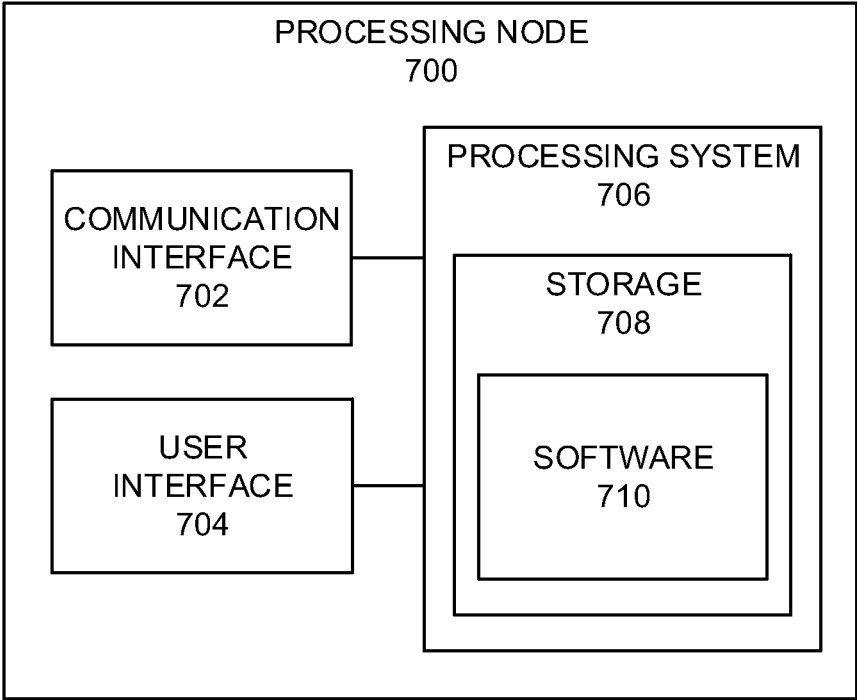 PROCESSING NODE
700
COMMUNICATION
INTERFACE
702
USER
INTERFACE
704
PROCESSING SYSTEM
706
STORAGE
708
SOFTWARE
710